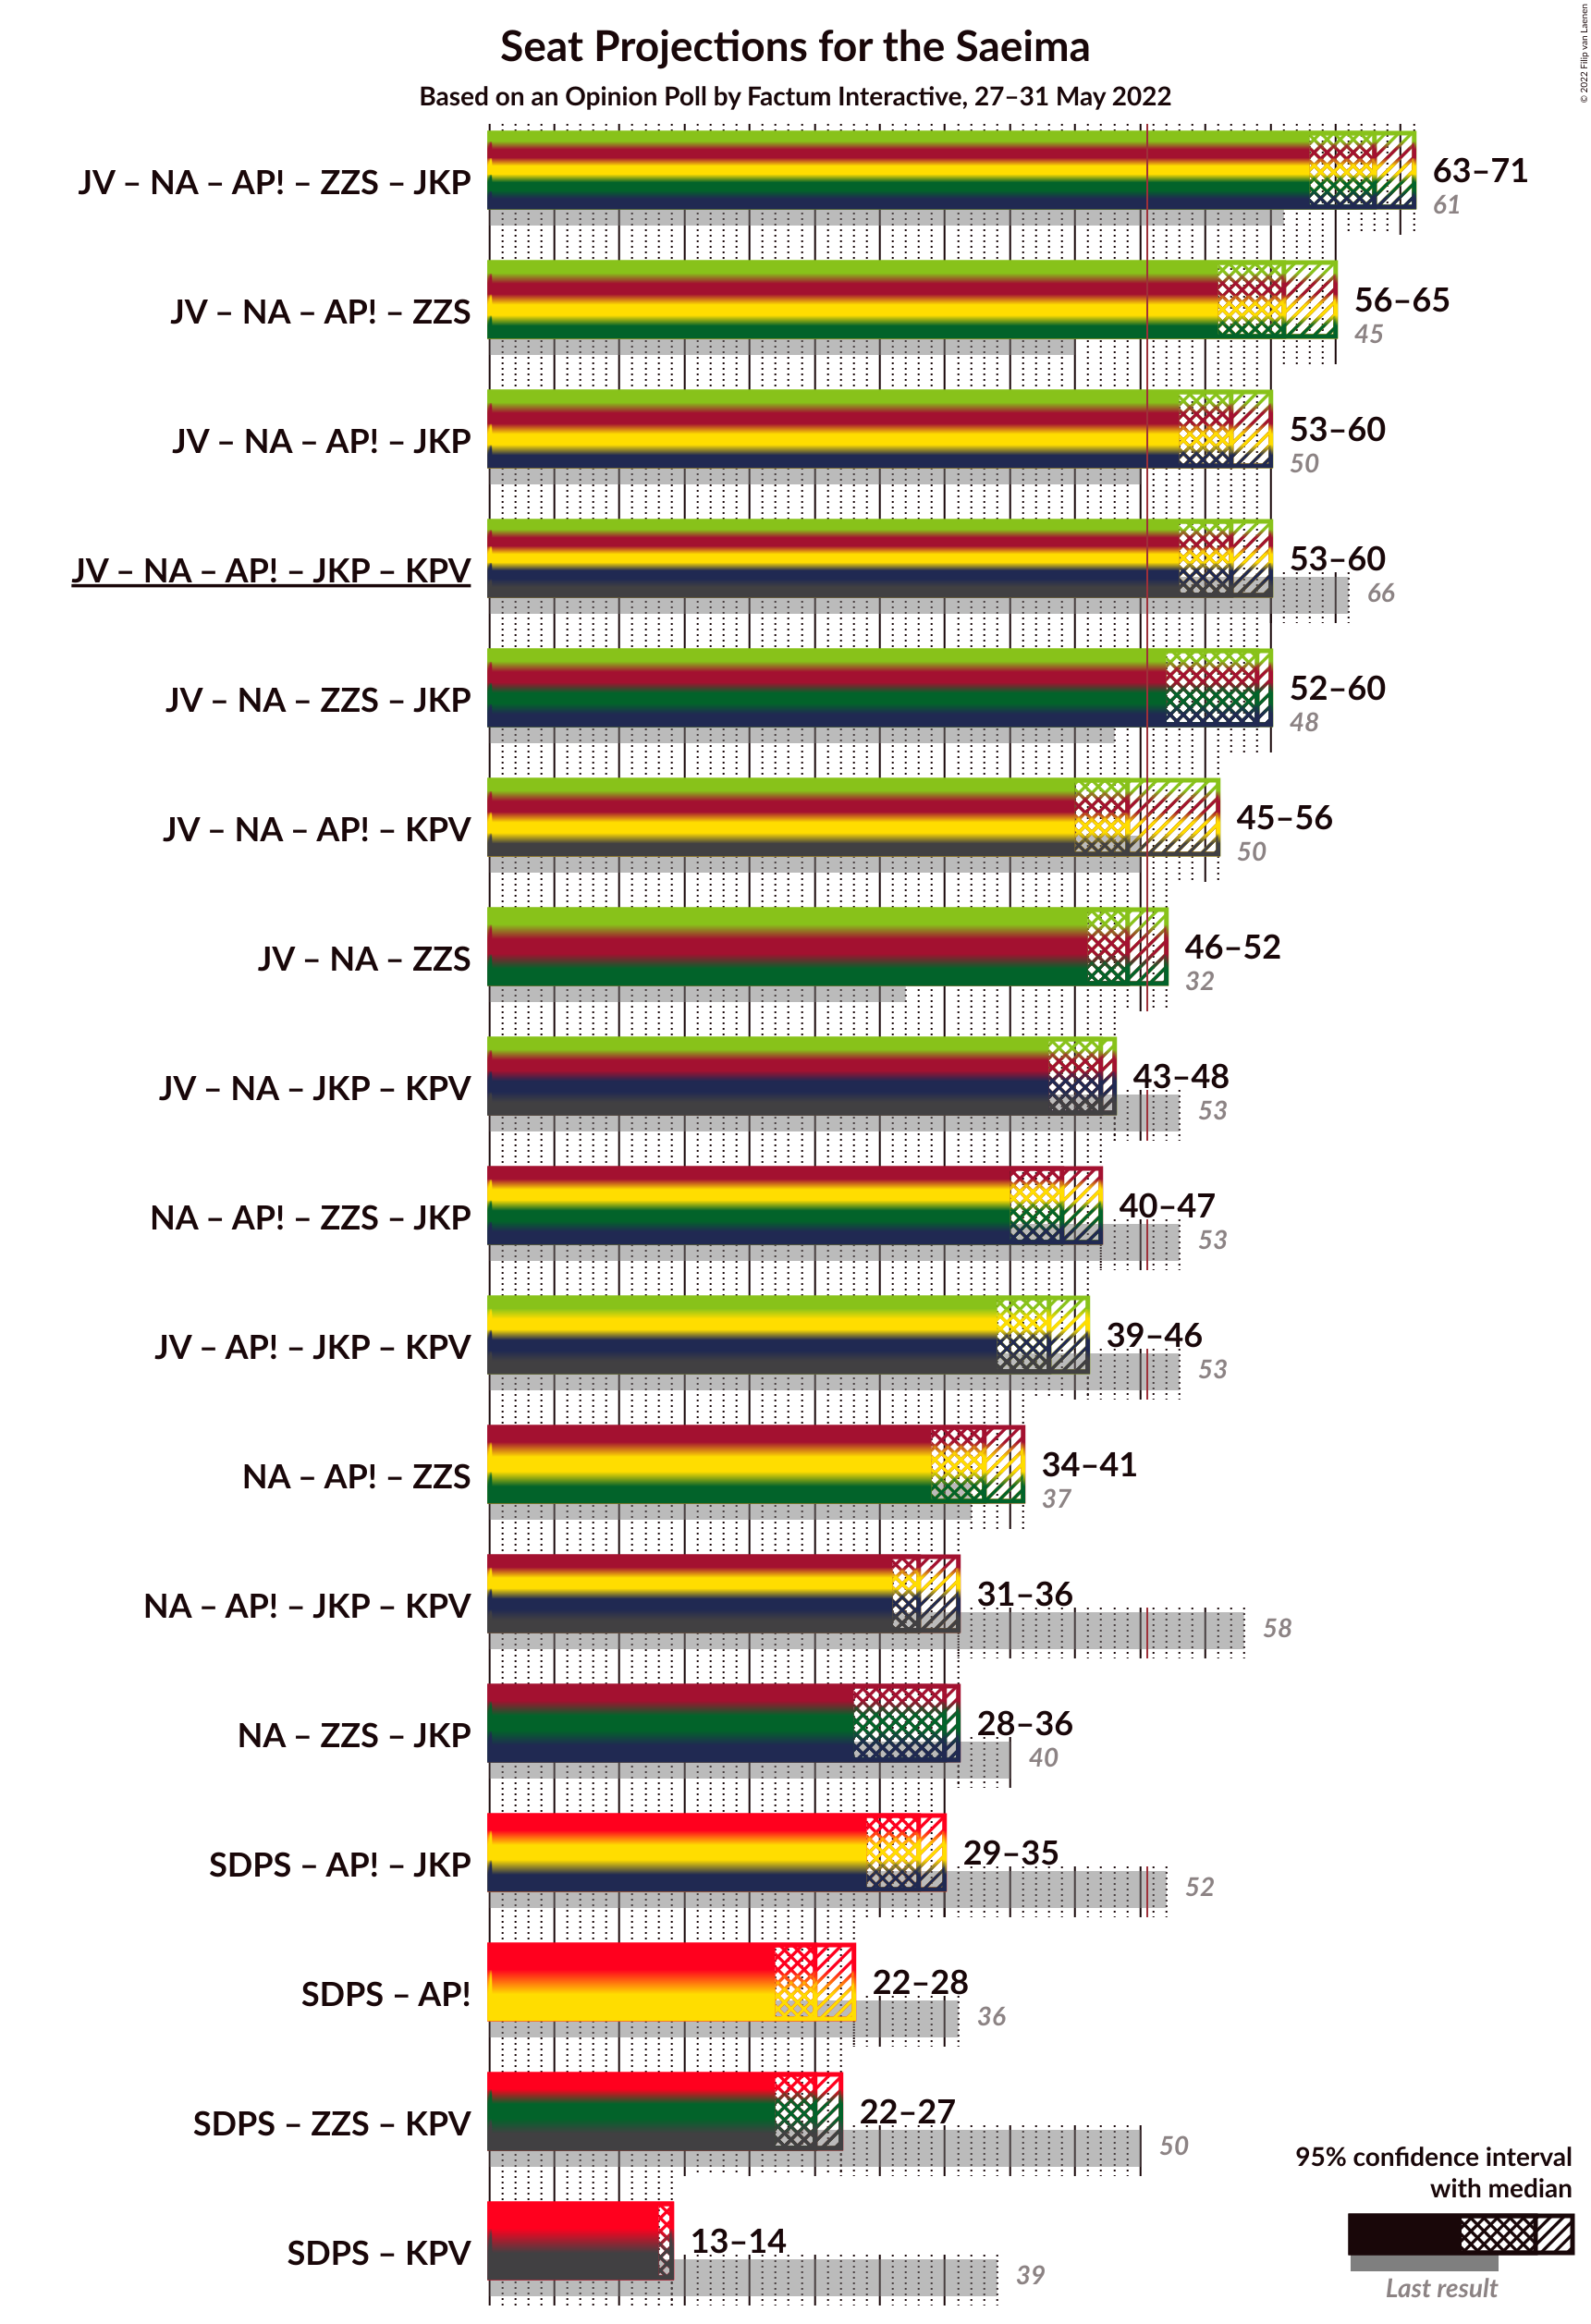 Seat Projections for the Saeima
Based on an Opinion Poll by Factum Interactive, 27–31 May 2022
© 2022 Filip van Laenen
JV – NA – AP! – ZZS – JKP
63–71
61
JV – NA – AP! – ZZS
56–65
45
JV – NA – AP! – JKP
53–60
50
JV – NA – AP! – JKP – KPV
53–60
66
JV – NA – ZZS – JKP
52–60
48
JV – NA – AP! – KPV
45–56
50
JV – NA – ZZS
46–52
32
JV – NA – JKP – KPV
43–48
53
NA – AP! – ZZS – JKP
40–47
53
JV – AP! – JKP – KPV
39–46
53
NA – AP! – ZZS
34–41
37
NA – AP! – JKP – KPV
31–36
58
NA – ZZS – JKP
28–36
40
SDPS – AP! – JKP
29–35
52
SDPS – AP!
22–28
36
SDPS – ZZS – KPV
22–27
50
SDPS – KPV
13–14
39
95% confidence interval
with median
Last result